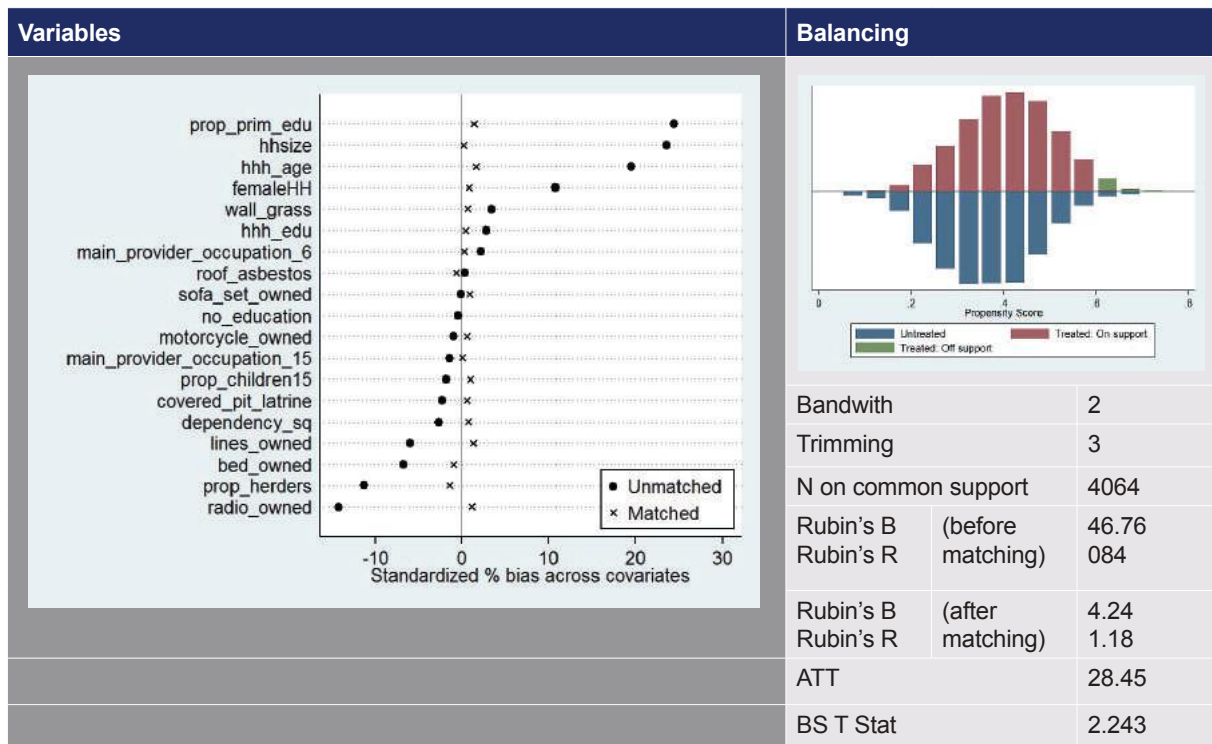 Variables
Balancing
prop_prim_edu
hhsize
hhh_age
femaleHH
wall_grass
hhh_edu
main_provider_occupation_6
roof_asbestos
sofa_set_owned
no_education
motorcycle_owned
main_provider_occupation_15
prop_children15
covered_pit_latrine
dependency_sq
lines_owned
bed_owned
prop_herders
radio_owned
Unmatched
Matched
-10 0 10 20 30
Standardized % bias across covariates
0 .2 .4 .6 .8
Propensity Score
Untreated Treated: On support
Treated: Off support
Bandwith 2
Trimming 3
N on common support 4064
Rubin's B (before 46.76
Rubin's R matching) 084
Rubin's B (after 4.24
Rubin's R matching) 1.18
ATT 28.45
BS T Stat 2.243